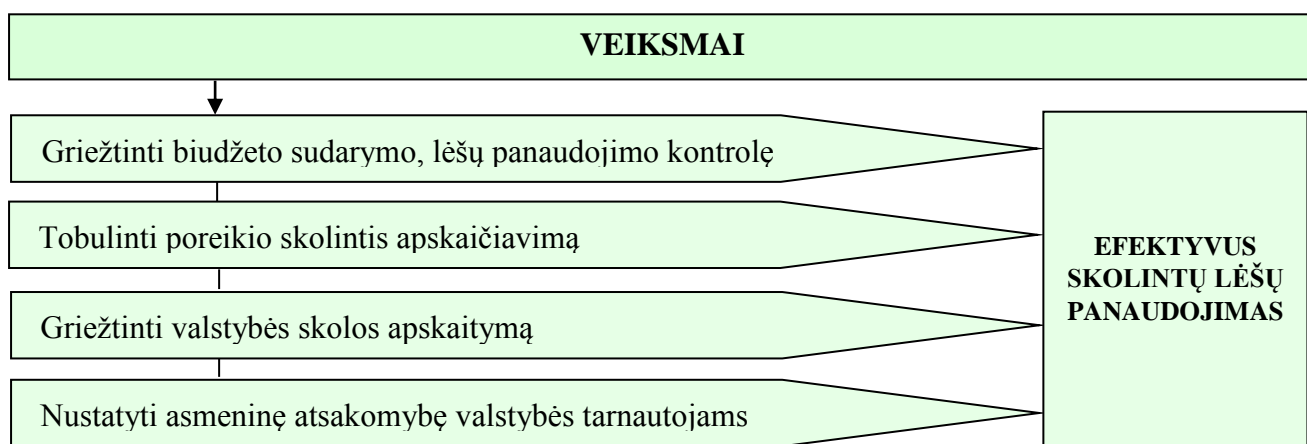 VEIKSMAI
Griežtinti biudžeto sudarymo, lėšų panaudojimo kontrolę
Tobulinti poreikio skolintis apskaičiavimą
Griežtinti valstybės skolos apskaitymą
Nustatyti asmeninę atsakomybę valstybės tarnautojams
EFEKTYVUS
SKOLINTŲ LĖŠŲ
PANAUDOJIMAS